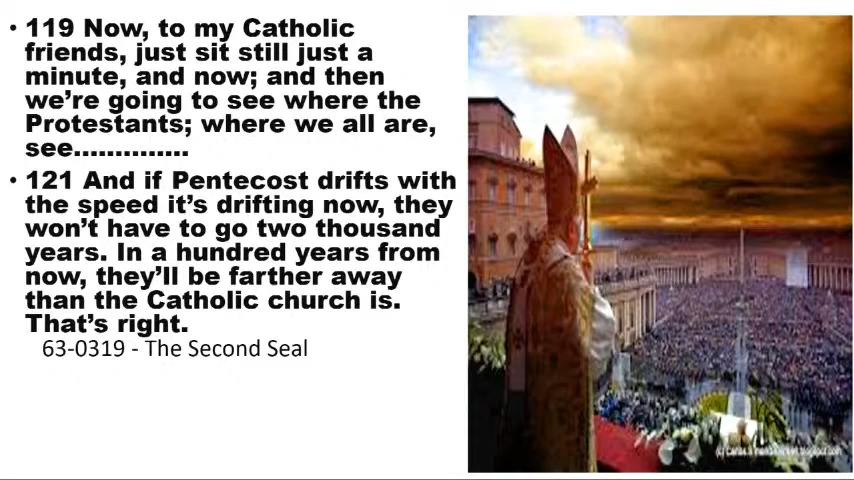 • 119 Now, to my Catholic
friends, just sit still just a
minute, and now; and then
we're going to see where the
Protestants; where we all are,
see..............
• 121 And if Pentecost drifts with
the speed it's drifting now, they
won't have to go two thousand
years. In a hundred years from
now, they'll be farther away
than the Catholic church is.
That's right.
63-0319 - The Second Seal